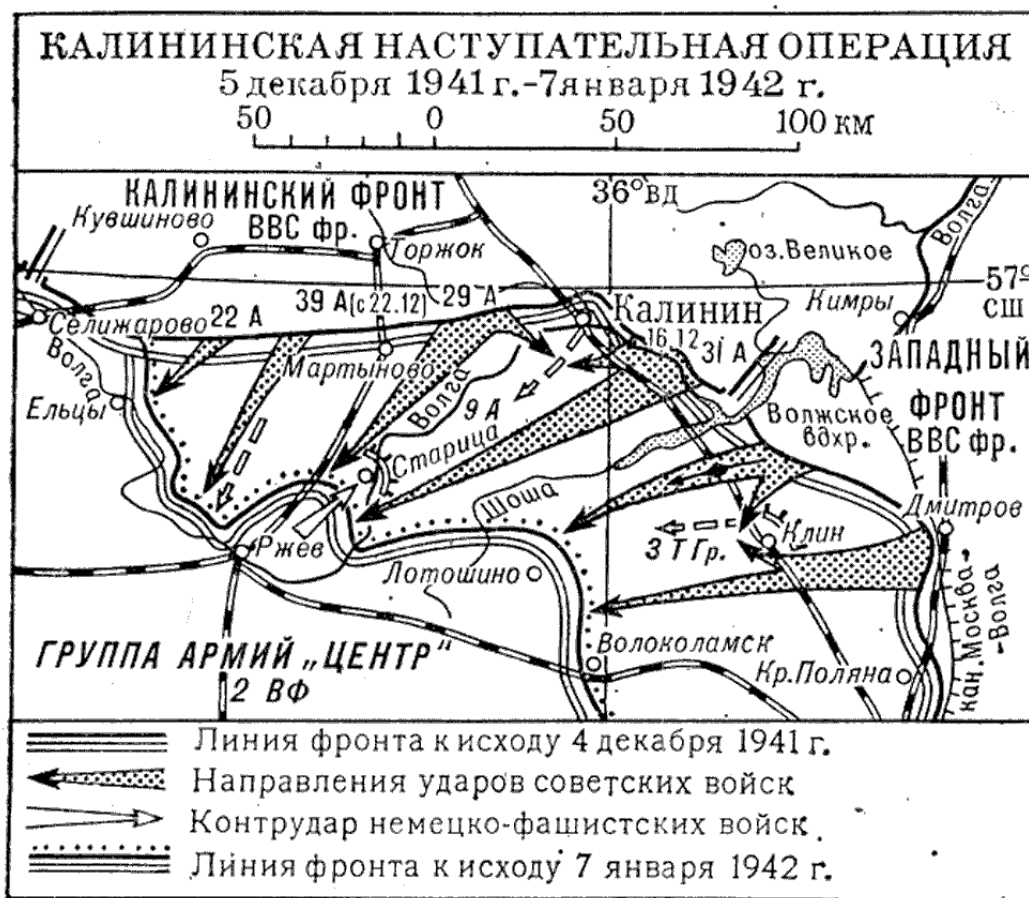 КАЛИНИНСКАЯ НАСТУПАТЕЛЬНАЯ ОПЕРАЦИЯ
5 декабря 1941 г.-7 января 1942 г.
50 0 50 100 км
КАЛИНИНСКИЙ ФРОНТ
ВВС фр.
36° вд
Волга
Кувшиново
Торжок
оз. Великое
57°
сш
39 А (с 22.12)
29 А
Калинин
Кимры
Селижарово
22 А
16.12
31 А
Волга
Мартыново
ЗАПАДНЫЙ
ФРОНТ
ВВС фр.
Ельцы
Волга
9 А
Волжское
вдхр.
Старица
Шоша
Дмитров
Ржев
3 ТГр.
Клин
Лотошино
кан. Москва-
-Волга
ГРУППА АРМИЙ „ЦЕНТР"
2 ВФ
Волоколамск
Кр. Поляна
Линия фронта к исходу 4 декабря 1941 г.
Направления ударов советских войск
Контрудар немецко-фашистских войск
Линия фронта к исходу 7 января 1942 г.